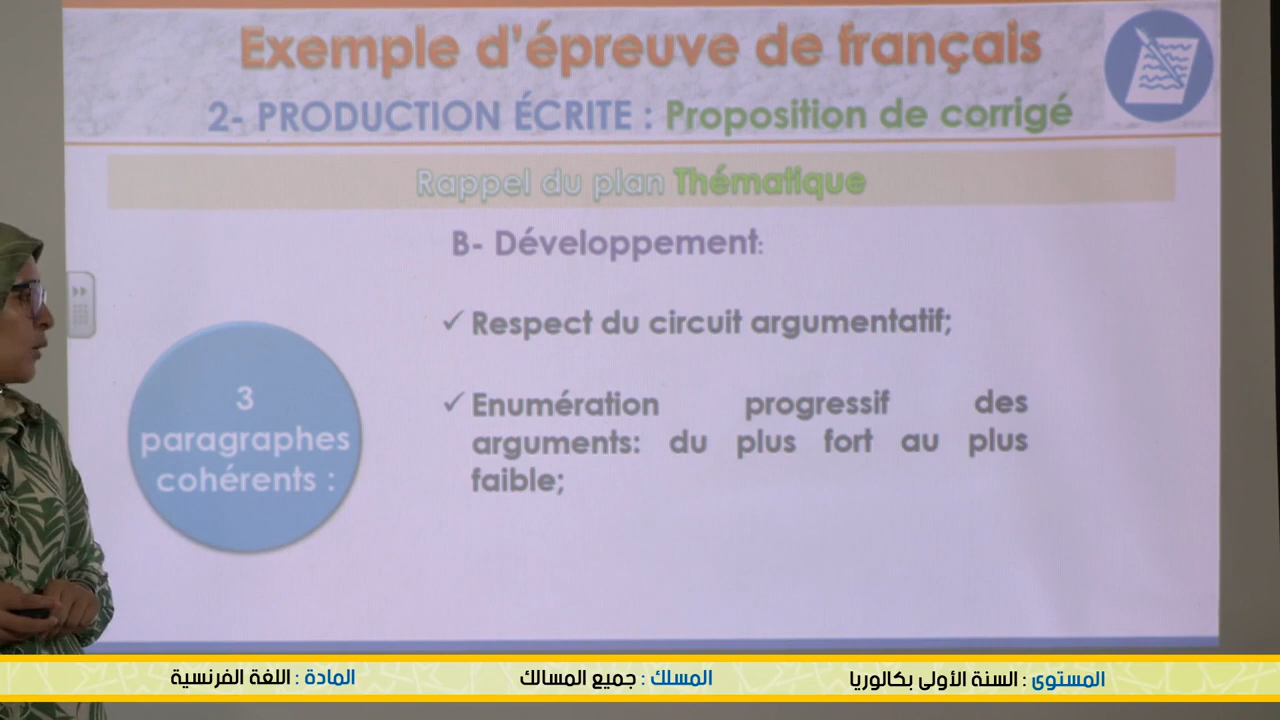 Exemple d'épreuve de français
2- PRODUCTION ÉCRITE : Proposition de corrigé
Rappel du plan Thématique
B- Développement:
✓ Respect du circuit argumentatif;
3
paragraphes
cohérents :
✓ Enumération progressif des
arguments: du plus fort au plus
faible;
المستوى : السنة الأولى بكالوريا
المسلك : جميع المسالك
المادة : اللغة الفرنسية